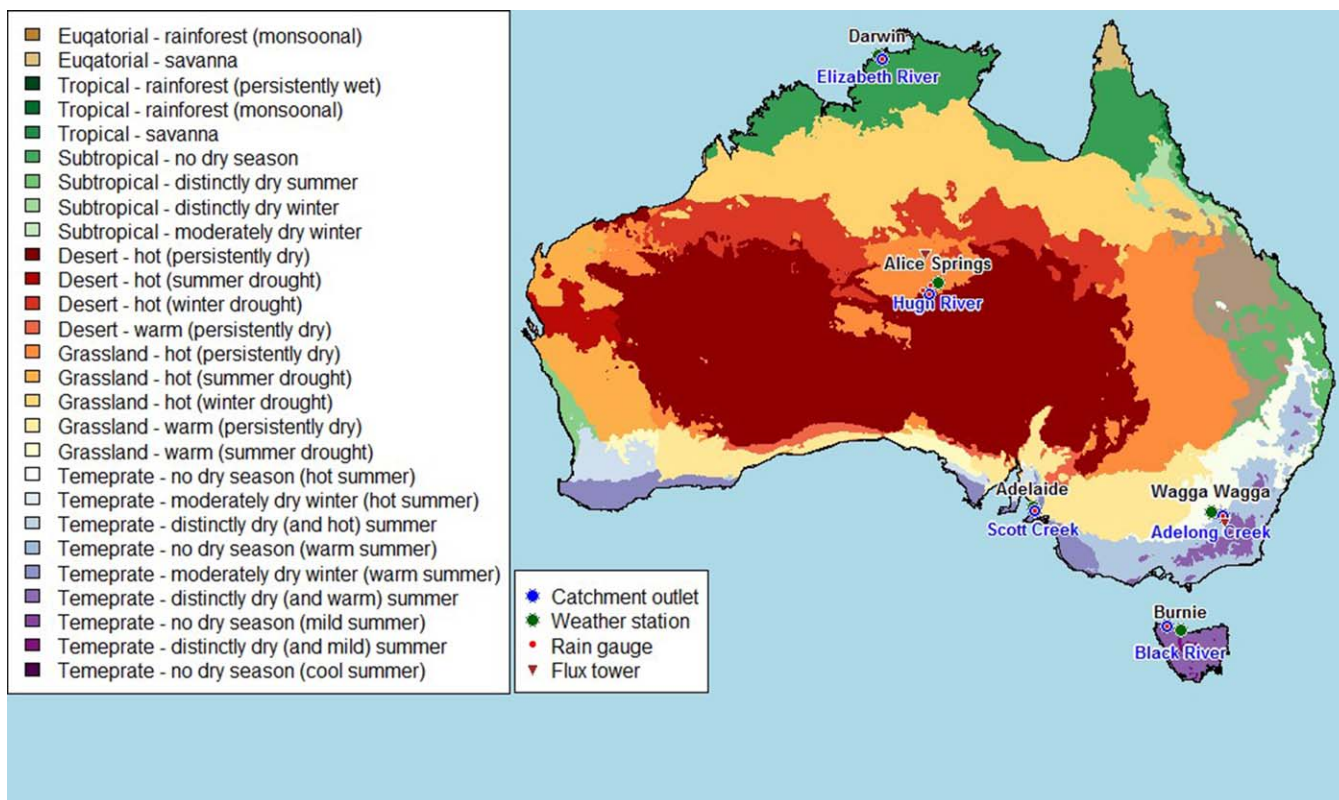 Euqatorial - rainforest (monsoonal)
Euqatorial - savanna
Tropical - rainforest (persistently wet)
Tropical - rainforest (monsoonal)
Tropical - savanna
Subtropical - no dry season
Subtropical - distinctly dry summer
Subtropical - distinctly dry winter
Subtropical - moderately dry winter
Desert - hot (persistently dry)
Desert - hot (summer drought)
Desert - hot (winter drought)
Desert - warm (persistently dry)
Grassland - hot (persistently dry)
Grassland - hot (summer drought)
Grassland - hot (winter drought)
Grassland - warm (persistently dry)
Grassland - warm (summer drought)
Temeprate - no dry season (hot summer)
Temeprate - moderately dry winter (hot summer)
Temeprate - distinctly dry (and hot) summer
Temeprate - no dry season (warm summer)
Temeprate - moderately dry winter (warm summer)
Temeprate - distinctly dry (and warm) summer
Temeprate - no dry season (mild summer)
Temeprate - distinctly dry (and mild) summer
Temeprate - no dry season (cool summer)
Catchment outlet
Weather station
Rain gauge
Flux tower
Darwin
Elizabeth River
Alice Springs
Hugh River
Adelaide
Scott Creek
Wagga Wagga
Adelong Creek
Burnie
Black River